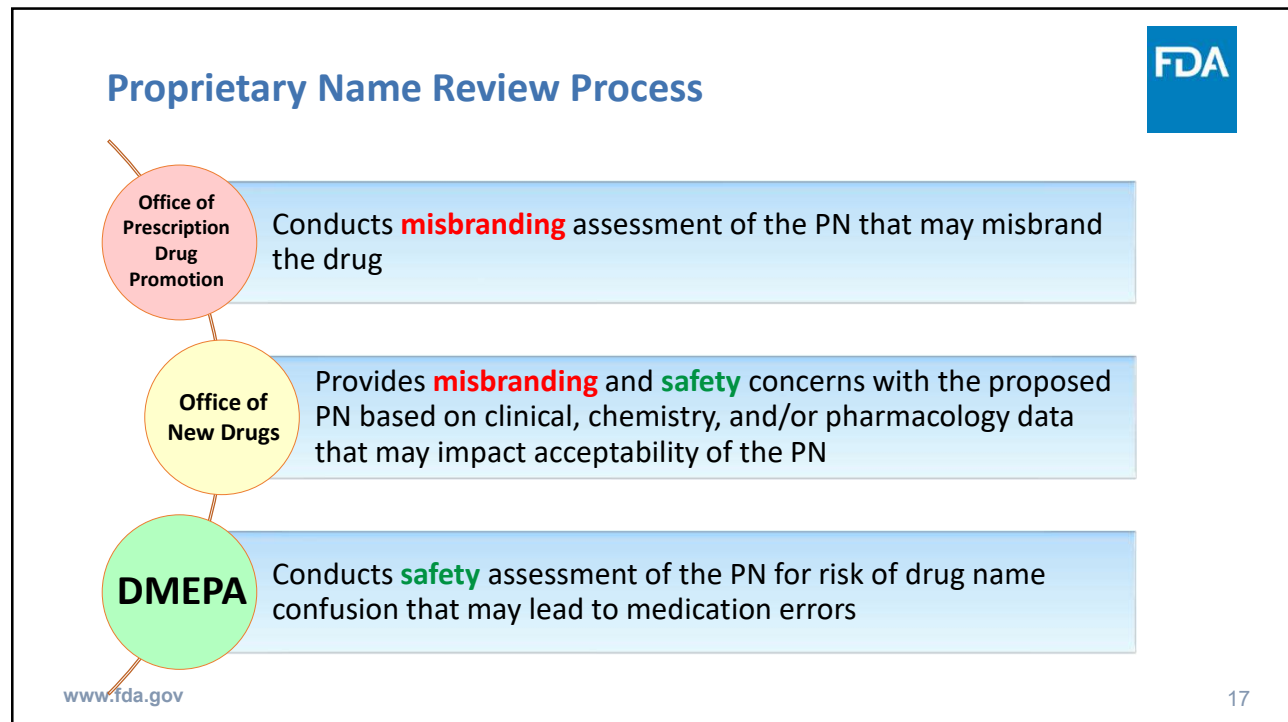 Proprietary Name Review Process
FDA
Office of
Prescription
Drug
Promotion
Conducts misbranding assessment of the PN that may misbrand
the drug
Office of
New Drugs
Provides misbranding and safety concerns with the proposed
PN based on clinical, chemistry, and/or pharmacology data
that may impact acceptability of the PN
DMEPA
Conducts safety assessment of the PN for risk of drug name
confusion that may lead to medication errors
www.fda.gov
17